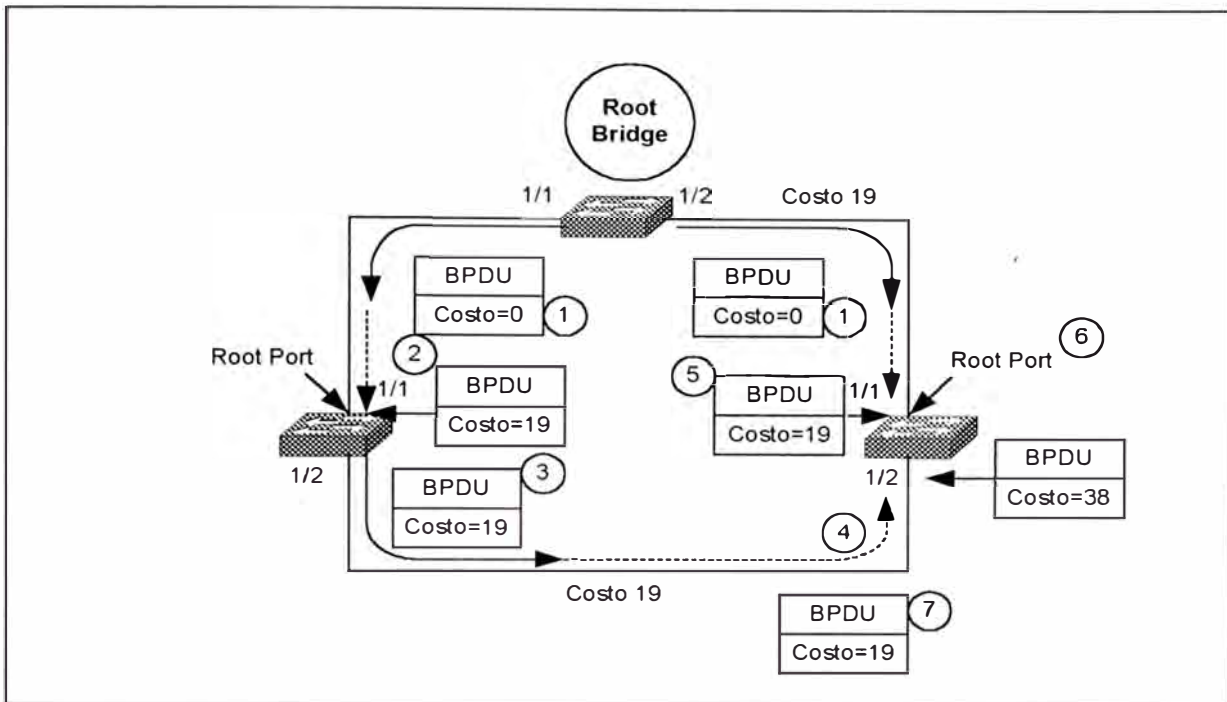 Root
Bridge
1/1
1/2
Costo 19
BPDU
Costo=0
1
BPDU
Costo=0
1
2
Root Port
1/1
BPDU
Costo=19
5
BPDU
Costo=19
1/1
Root Port
6
1/2
BPDU
Costo=19
3
1/2
BPDU
Costo=38
4
Costo 19
BPDU
Costo=19
7